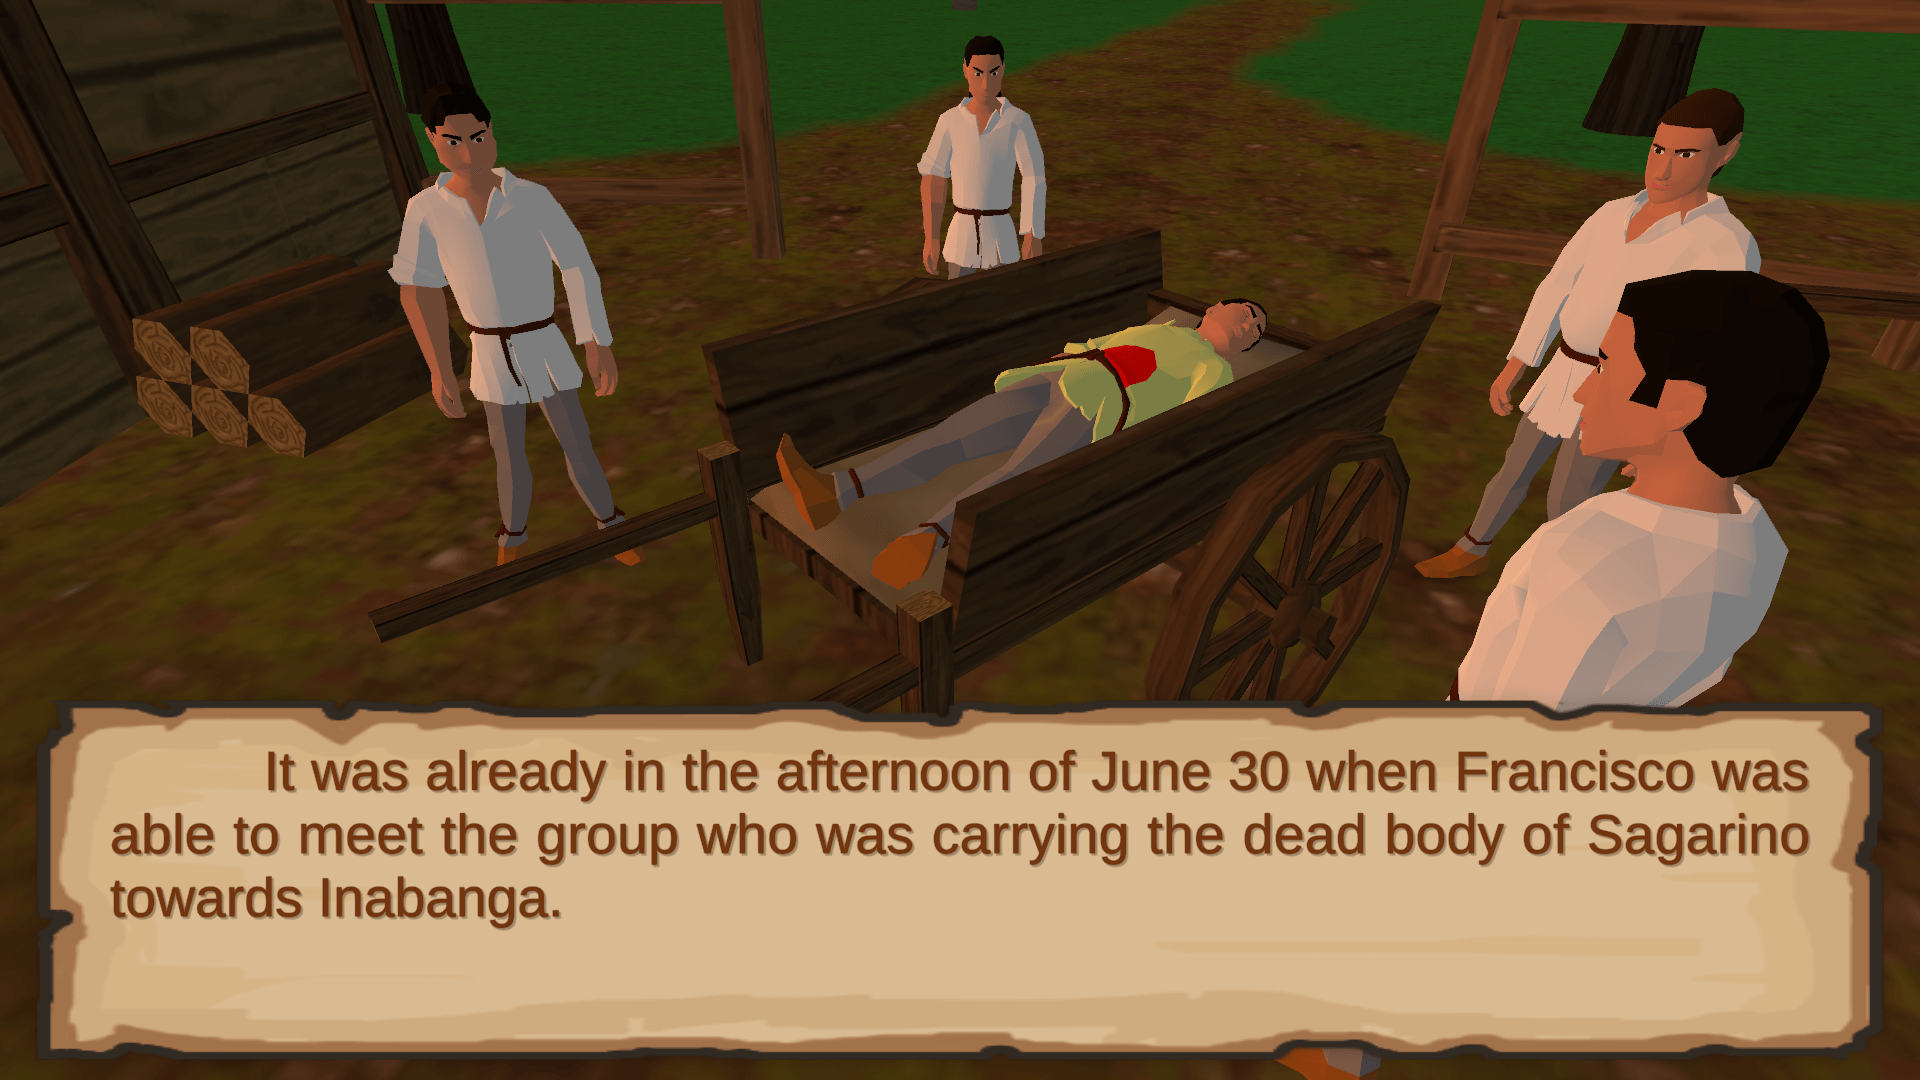 It was already in the afternoon of June 30 when Francisco was
able to meet the group who was carrying the dead body of Sagarino
towards Inabanga.